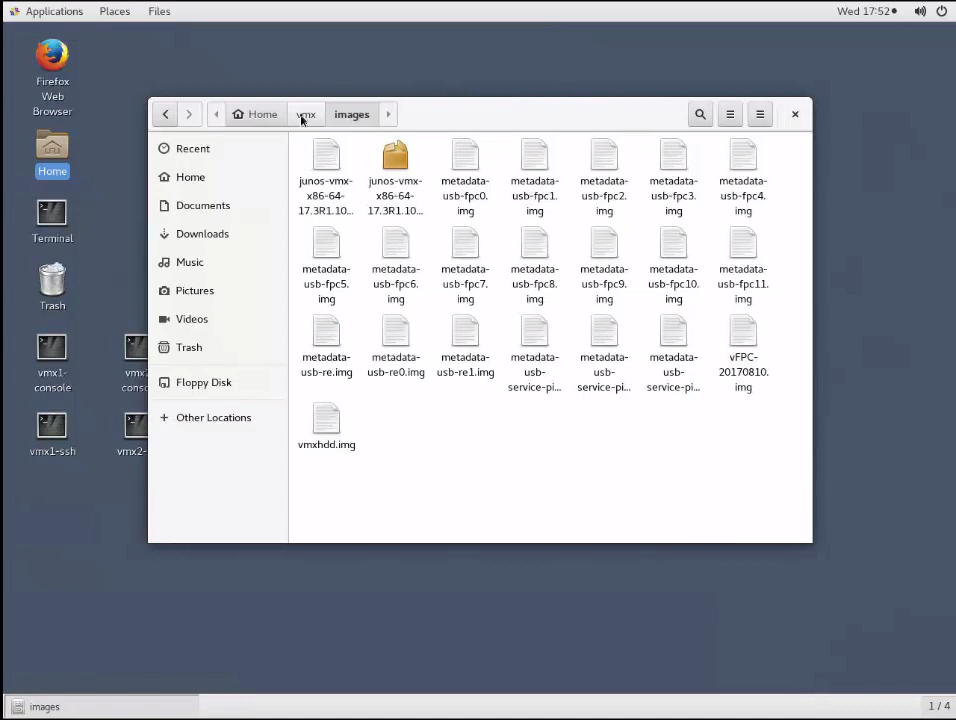 Applications Places Files Wed 17:52
Firefox
Web
Browser
Home
Terminal
Trash
vmx1-
console
vmx1-ssh
vmx2-
Home vmx images
Recent
Home
Documents
Downloads
Music
Pictures
Videos
Trash
Floppy Disk
Other Locations
junos-vmx-
x86-64-
17.3R1.10...
junos-vmx-
x86-64-
17.3R1.10...
metadata-
usb-fpc0.
img
metadata-
usb-fpc1.
img
metadata-
usb-fpc2.
img
metadata-
usb-fpc3.
img
metadata-
usb-fpc4.
img
metadata-
usb-fpc5.
img
metadata-
usb-fpc6.
img
metadata-
usb-fpc7.
img
metadata-
usb-fpc8.
img
metadata-
usb-fpc9.
img
metadata-
usb-fpc10.
img
metadata-
usb-fpc11.
img
metadata-
usb-re.img
metadata-
usb-re0.img
metadata-
usb-re1.img
metadata-
usb-
service-pi...
metadata-
usb-
service-pi...
metadata-
usb-
service-pi...
vFPC-
20170810.
img
vmxhdd.img
images
1 / 4